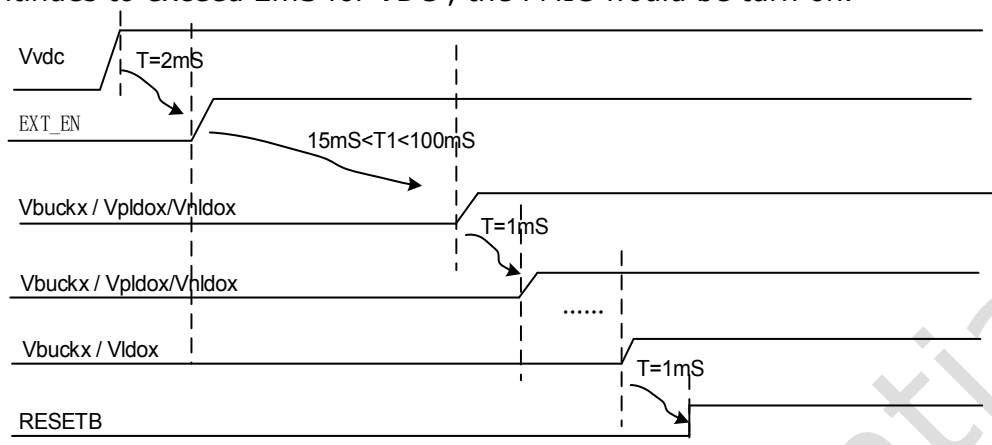 Vvdc
T=2mS
EXT_EN
15mS<T1<100mS
Vbuckx / Vpldox/Vnldox
T=1mS
Vbuckx / Vpldox/Vnldox
......
Vbuckx / Vldox
T=1mS
RESETB